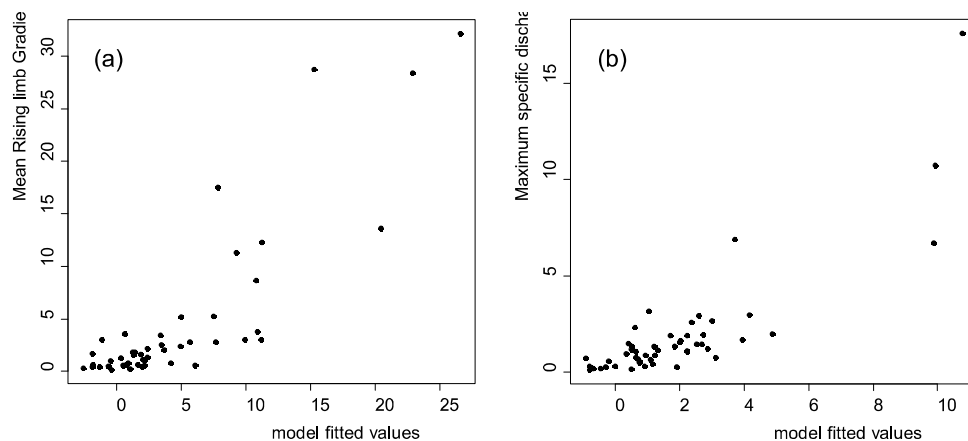 (a)
Mean Rising limb Gradie
30
25
20
15
10
5
0
0 5 10 15 20 25
model fitted values
(b)
Maximum specific discha
15
10
5
0
0 2 4 6 8 10
model fitted values